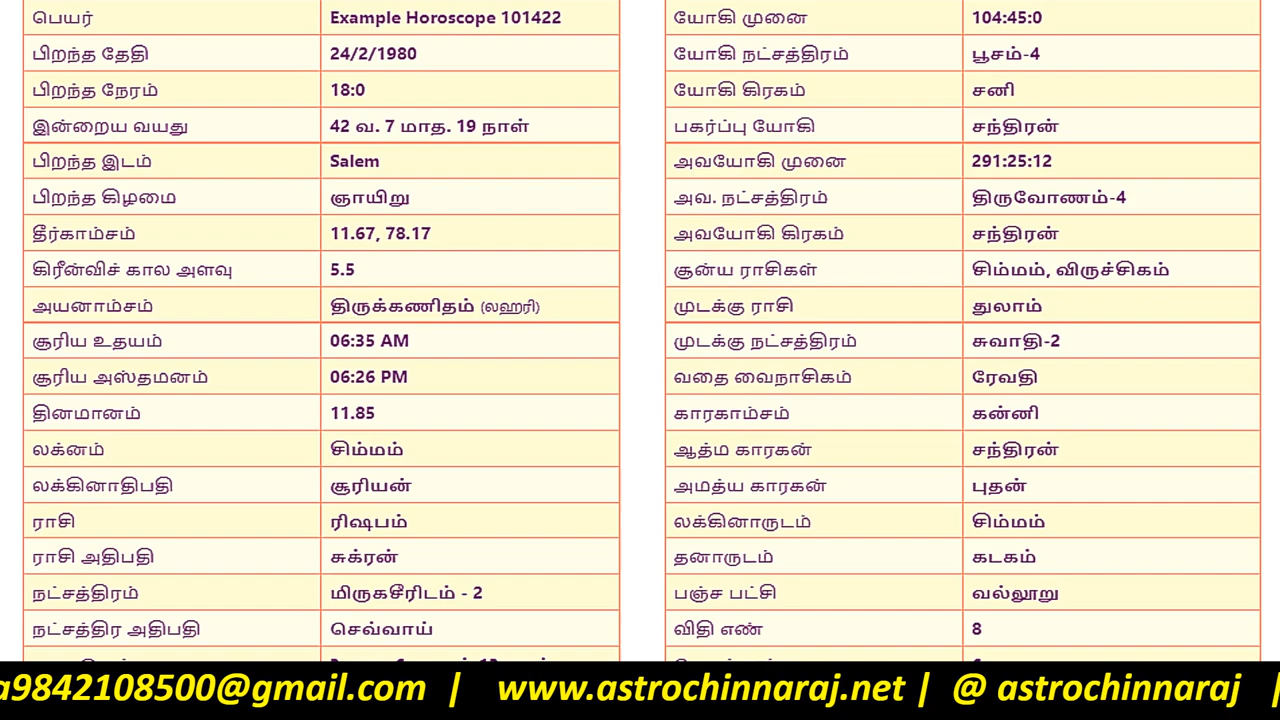 பெயர் Example Horoscope 101422
பிறந்த தேதி 24/2/1980
பிறந்த நேரம் 18:0
இன்றைய வயது 42 வ. 7 மாத. 19 நாள்
பிறந்த இடம் Salem
பிறந்த கிழமை ஞாயிறு
தீர்காம்சம் 11.67, 78.17
கிரீன்விச் கால அளவு 5.5
அயனாம்சம் திருக்கணிதம் (லஹரி)
சூரிய உதயம் 06:35 AM
சூரிய அஸ்தமனம் 06:26 PM
தினமானம் 11.85
லக்னம் சிம்மம்
லக்கினாதிபதி சூரியன்
ராசி ரிஷபம்
ராசி அதிபதி சுக்ரன்
நட்சத்திரம் மிருகசீரிடம் - 2
நட்சத்திர அதிபதி செவ்வாய்
யோகி முனை 104:45:0
யோகி நட்சத்திரம் பூசம்-4
யோகி கிரகம் சனி
பகர்ப்பு யோகி சந்திரன்
அவயோகி முனை 291:25:12
அவ. நட்சத்திரம் திருவோணம்-4
அவயோகி கிரகம் சந்திரன்
சூன்ய ராசிகள் சிம்மம், விருச்சிகம்
முடக்கு ராசி துலாம்
முடக்கு நட்சத்திரம் சுவாதி-2
வதை வைநாசிகம் ரேவதி
காரகாம்சம் கன்னி
ஆத்ம காரகன் சந்திரன்
அமத்ய காரகன் புதன்
லக்கினாருடம் சிம்மம்
தனாருடம் கடகம்
பஞ்ச பட்சி வல்லூறு
விதி எண் 8
a9842108500@gmail.com | www.astrochinnaraj.net | @ astrochinnaraj |